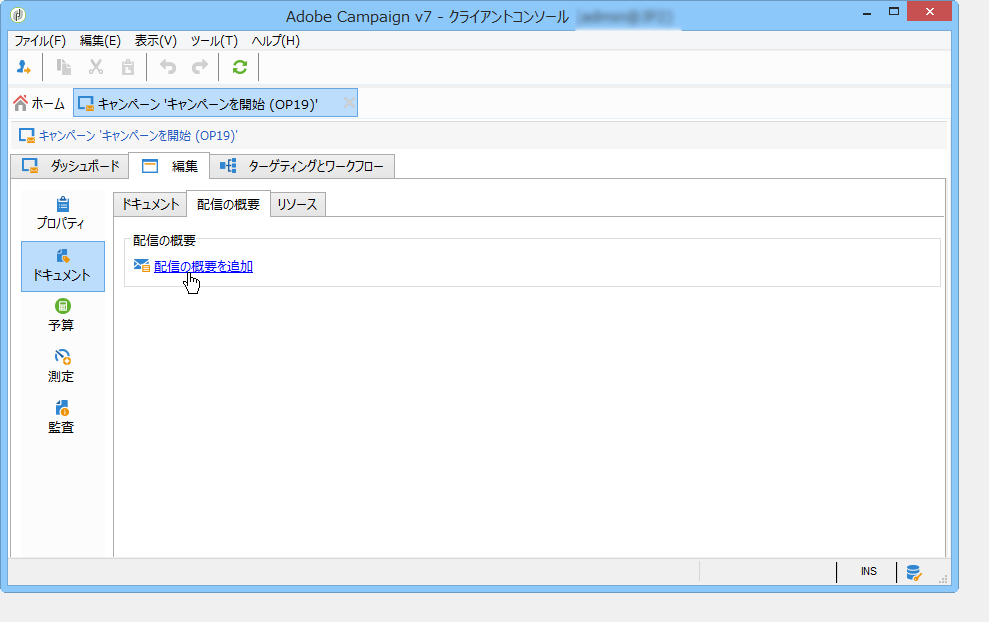 Adobe Campaign v7 - クライアントコンソール
ファイル(F) 編集(E) 表示(V) ツール(T) ヘルプ(H)
ホーム キャンペーン 'キャンペーンを開始 (OP19)'
キャンペーン 'キャンペーンを開始 (OP19)'
ダッシュボード 編集 ターゲティングとワークフロー
プロパティ
ドキュメント
予算
測定
監査
ドキュメント 配信の概要 リソース
配信の概要
配信の概要を追加
INS